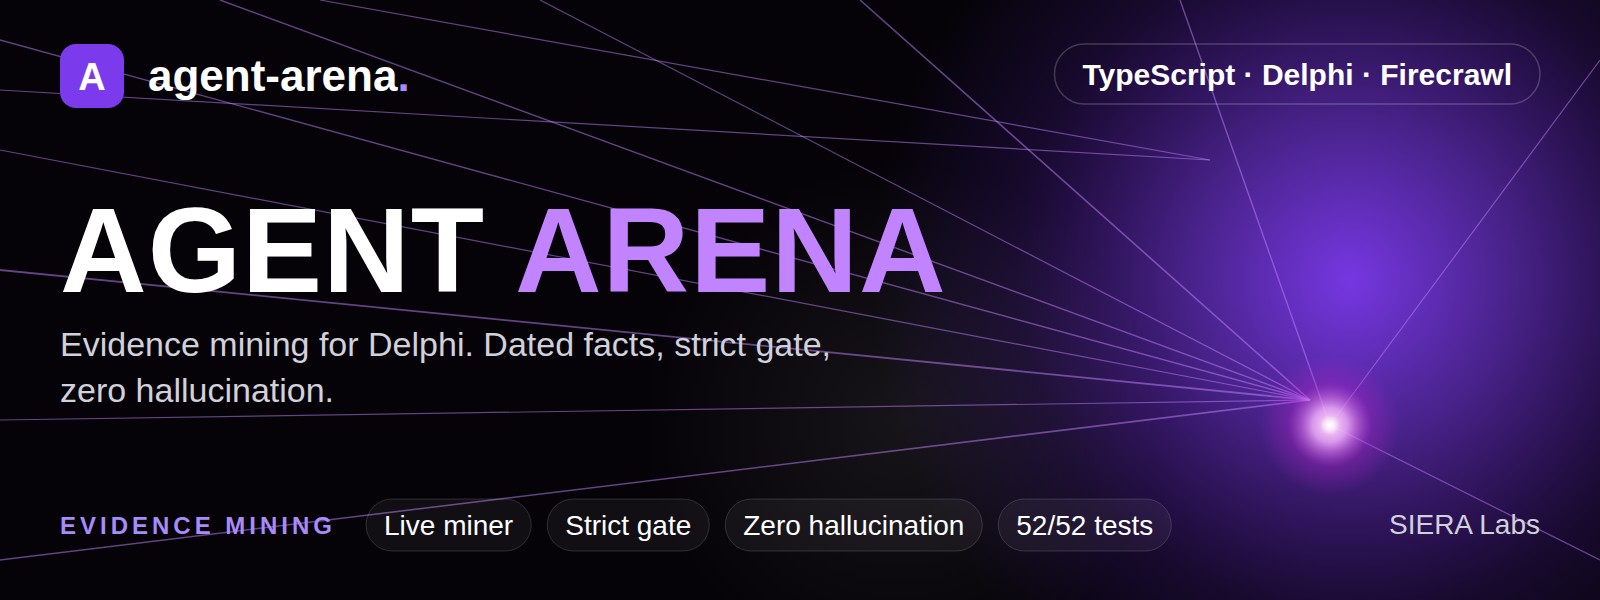 A
agent-arena.
TypeScript · Delphi · Firecrawl
AGENT ARENA
Evidence mining for Delphi. Dated facts, strict gate,
zero hallucination.
EVIDENCE MINING
Live miner
Strict gate
Zero hallucination
52/52 tests
SIERA Labs